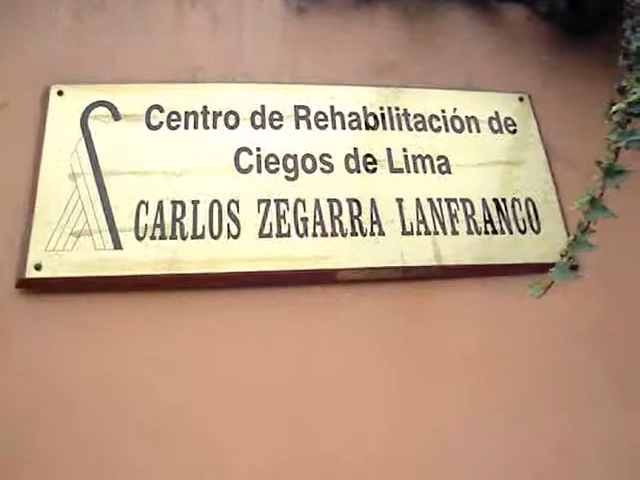 Centro de Rehabilitación de
Ciegos de Lima
CARLOS ZEGARRA LANFRANCO